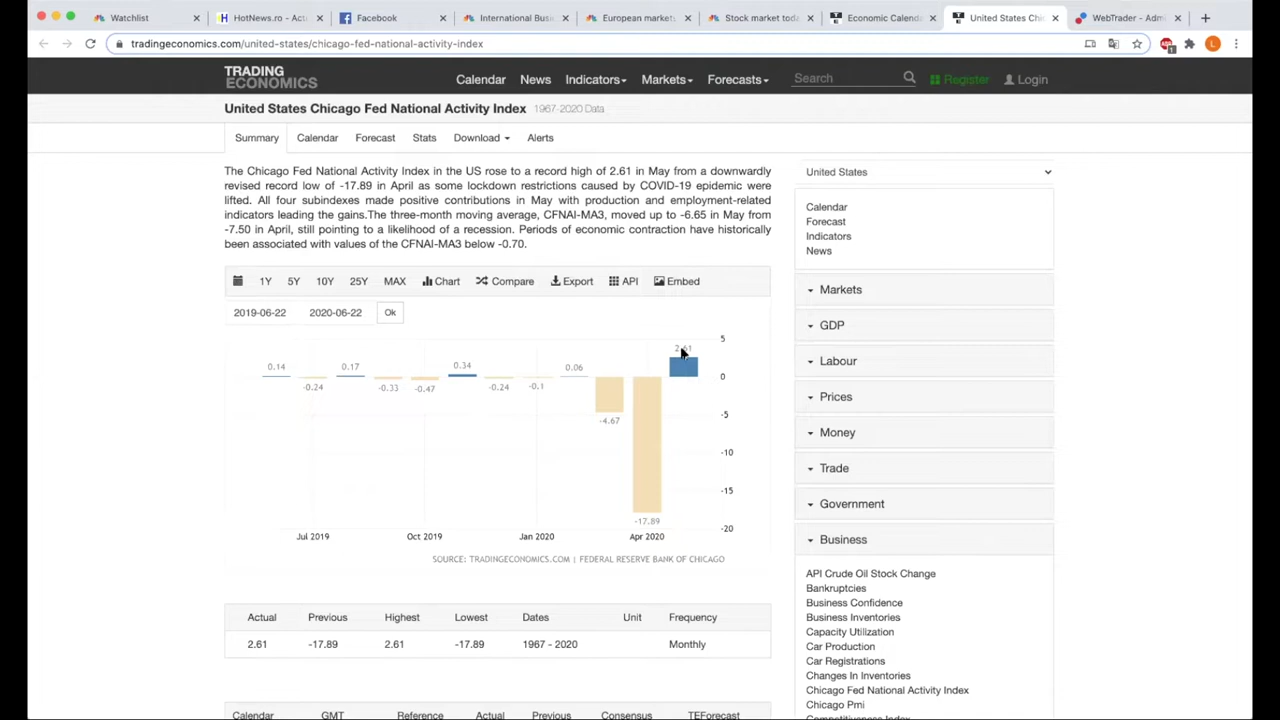 Watchlist
HotNews.ro - Actu
Facebook
International Busi
European market
Stock market toda
Economic Calenda
United States Chic
WebTrader - Adm
tradingeconomics.com/united-states/chicago-fed-national-activity-index
L
TRADING
ECONOMICS
Calendar News Indicators Markets Forecasts Search Register Login
United States Chicago Fed National Activity Index 1967-2020 Data
Summary Calendar Forecast Stats Download Alerts
The Chicago Fed National Activity Index in the US rose to a record high of 2.61 in May from a downwardly
revised record low of -17.89 in April as some lockdown restrictions caused by COVID-19 epidemic were
lifted. All four subindexes made positive contributions in May with production and employment-related
indicators leading the gains.The three-month moving average, CFNAI-MA3, moved up to -6.65 in May from
-7.50 in April, still pointing to a likelihood of a recession. Periods of economic contraction have historically
been associated with values of the CFNAI-MA3 below -0.70.
1Y 5Y 10Y 25Y MAX Chart Compare Export API Embed
2019-06-22 2020-06-22 Ok
0.14
-0.24
0.17
-0.33
-0.47
0.34
-0.24
-0.1
0.06
-4.67
-17.89
5
0
-5
-10
-15
-20
Jul 2019 Oct 2019 Jan 2020 Apr 2020
SOURCE: TRADINGECONOMICS.COM | FEDERAL RESERVE BANK OF CHICAGO
Actual Previous Highest Lowest Dates Unit Frequency
2.61 -17.89 2.61 -17.89 1967 - 2020 Monthly
Calendar GMT Reference Actual Previous Consensus TEForecast
United States
Calendar
Forecast
Indicators
News
Markets
GDP
Labour
Prices
Money
Trade
Government
Business
API Crude Oil Stock Change
Bankruptcies
Business Confidence
Business Inventories
Capacity Utilization
Car Production
Car Registrations
Changes In Inventories
Chicago Fed National Activity Index
Chicago Pmi
Competitiveness Index